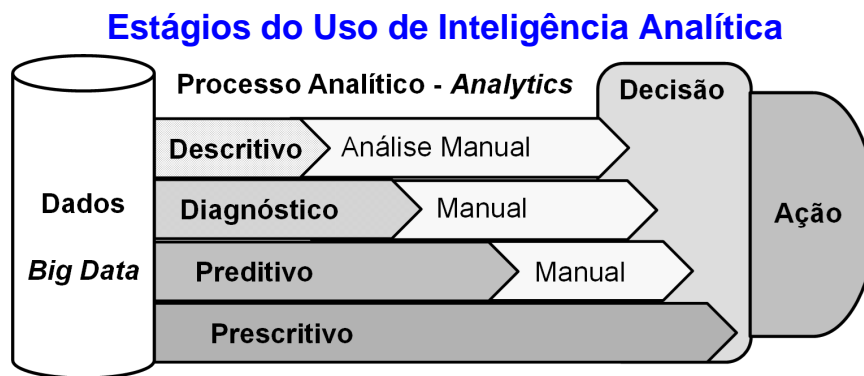 Estágios do Uso de Inteligência Analítica
Processo Analítico - Analytics
Decisão
Descritivo
Análise Manual
Dados
Diagnóstico
Manual
Ação
Big Data
Preditivo
Manual
Prescritivo